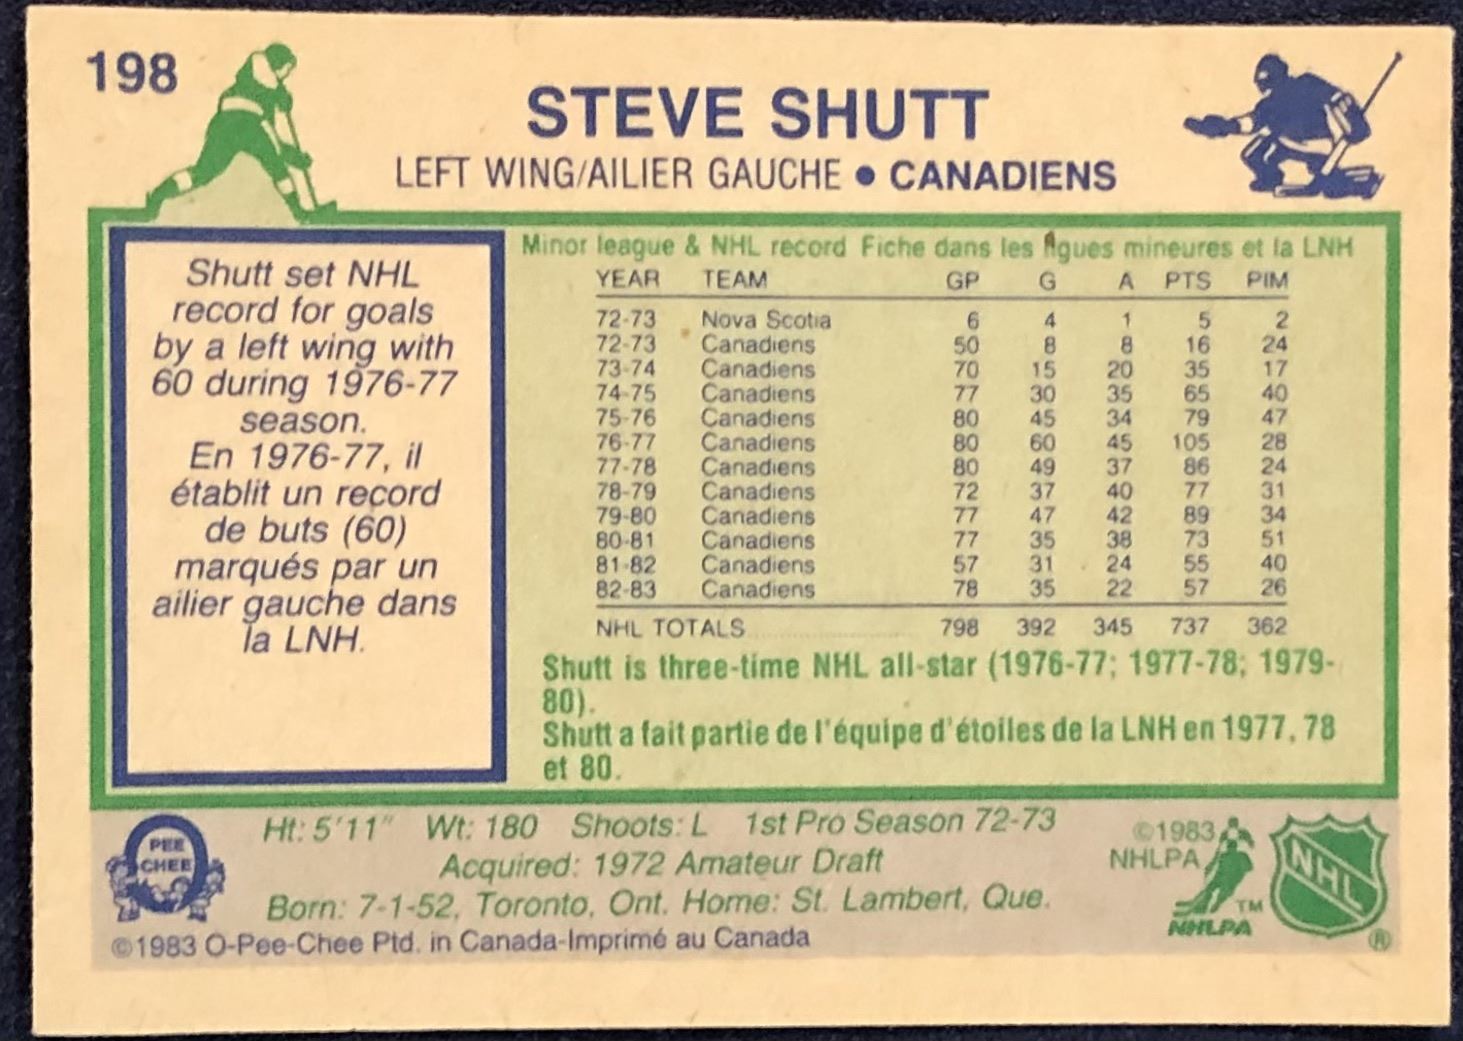 198
STEVE SHUTT
LEFT WING/AILIER GAUCHE • CANADIENS
Shutt set NHL
record for goals
by a left wing with
60 during 1976-77
season.
En 1976-77, il
établit un record
de buts (60)
marqués par un
ailier gauche dans
la LNH.
Minor league & NHL record Fiche dans les ligues mineures et la LNH
YEAR TEAM GP G A PTS PIM
72-73 Nova Scotia 6 4 1 5 2
72-73 Canadiens 50 8 8 16 24
73-74 Canadiens 70 15 20 35 17
74-75 Canadiens 77 30 35 65 40
75-76 Canadiens 80 45 34 79 47
76-77 Canadiens 80 60 45 105 28
77-78 Canadiens 80 49 37 86 24
78-79 Canadiens 72 37 40 77 31
79-80 Canadiens 77 47 42 89 34
80-81 Canadiens 77 35 38 73 51
81-82 Canadiens 57 31 24 55 40
82-83 Canadiens 78 35 22 57 26
NHL TOTALS 798 392 345 737 362
Shutt is three-time NHL all-star (1976-77; 1977-78; 1979-
80).
Shutt a fait partie de l'équipe d'étoiles de la LNH en 1977, 78
et 80.
PEE
CHEE
Ht: 5'11" Wt: 180 Shoots: L 1st Pro Season 72-73
Acquired: 1972 Amateur Draft
Born: 7-1-52, Toronto, Ont. Home: St. Lambert, Que.
©1983 O-Pee-Chee Ptd. in Canada-Imprimé au Canada
©1983
NHLPA
TM
NHLPA
NHL
®